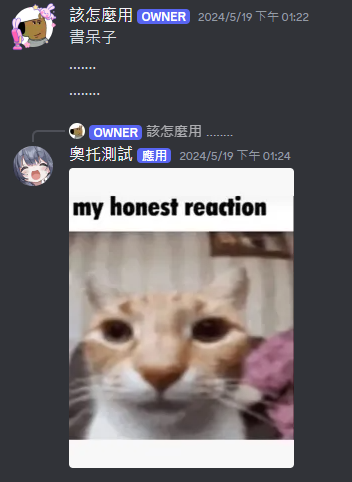 該怎麼用 OWNER 2024/5/19 下午 01:22
書呆子
.......
........
OWNER 該怎麼用 ........
奧托測試 應用 2024/5/19 下午 01:24
my honest reaction